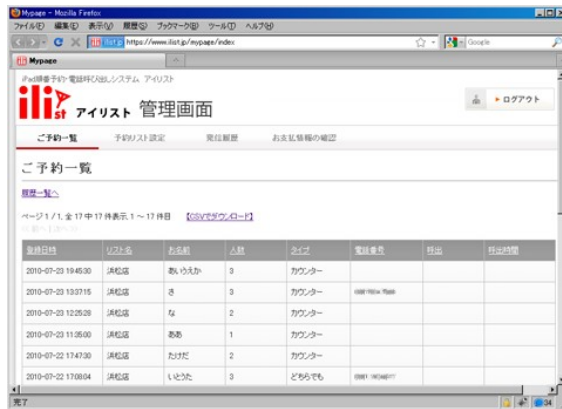 Mypage - Mozilla Firefox
ファイル(F) 編集(E) 表示(V) 履歴(S) ブックマーク(B) ツール(T) ヘルプ(H)
ilist.jp https://www.ilist.jp/mypage/index Google
Mypage
iPad順番予約・電話呼び出しシステム アイリスト
ilist アイリスト 管理画面
ログアウト
ご予約一覧 予約リスト設定 発信履歴 お支払情報の確認
ご予約一覧
履歴一覧へ
ページ 1 / 1, 全 17 中 17 件表示, 1 ～ 17 件目 【CSVでダウンロード】
登録日時 リスト名 お名前 人数 タイプ 電話番号 呼出 呼出時間
2010-07-23 19:45:30 浜松店 あいうえか 3 カウンター
2010-07-23 13:37:15 浜松店 さ 3 カウンター
2010-07-23 12:25:28 浜松店 な 2 カウンター
2010-07-23 11:35:00 浜松店 ああ 1 カウンター
2010-07-22 17:47:30 浜松店 たけだ 2 カウンター
2010-07-22 17:08:04 浜松店 いとうた 3 どちらでも
完了